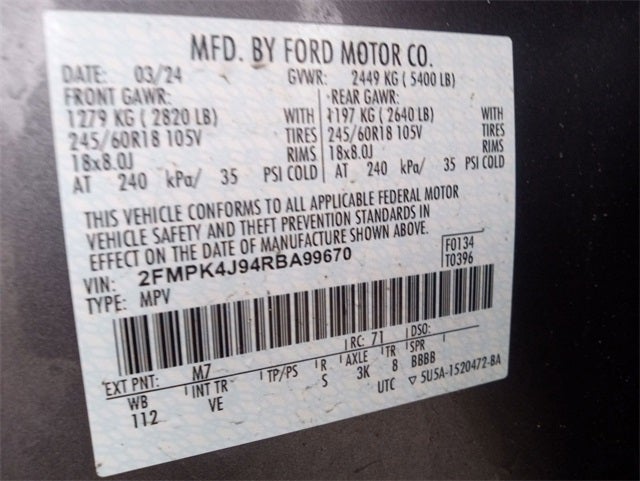 MFD. BY FORD MOTOR CO.
DATE: 03/24 GVWR: 2449 KG ( 5400 LB)
FRONT GAWR: REAR GAWR:
1279 KG ( 2820 LB) WITH 1197 KG ( 2640 LB) WITH
245/60R18 105V TIRES 245/60R18 105V TIRES
18x8.0J RIMS 18x8.0J RIMS
AT 240 kPa/ 35 PSI COLD AT 240 kPa/ 35 PSI COLD
THIS VEHICLE CONFORMS TO ALL APPLICABLE FEDERAL MOTOR
VEHICLE SAFETY AND THEFT PREVENTION STANDARDS IN
EFFECT ON THE DATE OF MANUFACTURE SHOWN ABOVE.
VIN: 2FMPK4J94RBA99670 F0134
TYPE: MPV T0396
EXT PNT: M7 RC: 71 DSO:
WB INT TR TP/PS R AXLE TR SPR
112 VE S 3K 8 BBBB
UTC ▽ 5U5A-1520472-BA